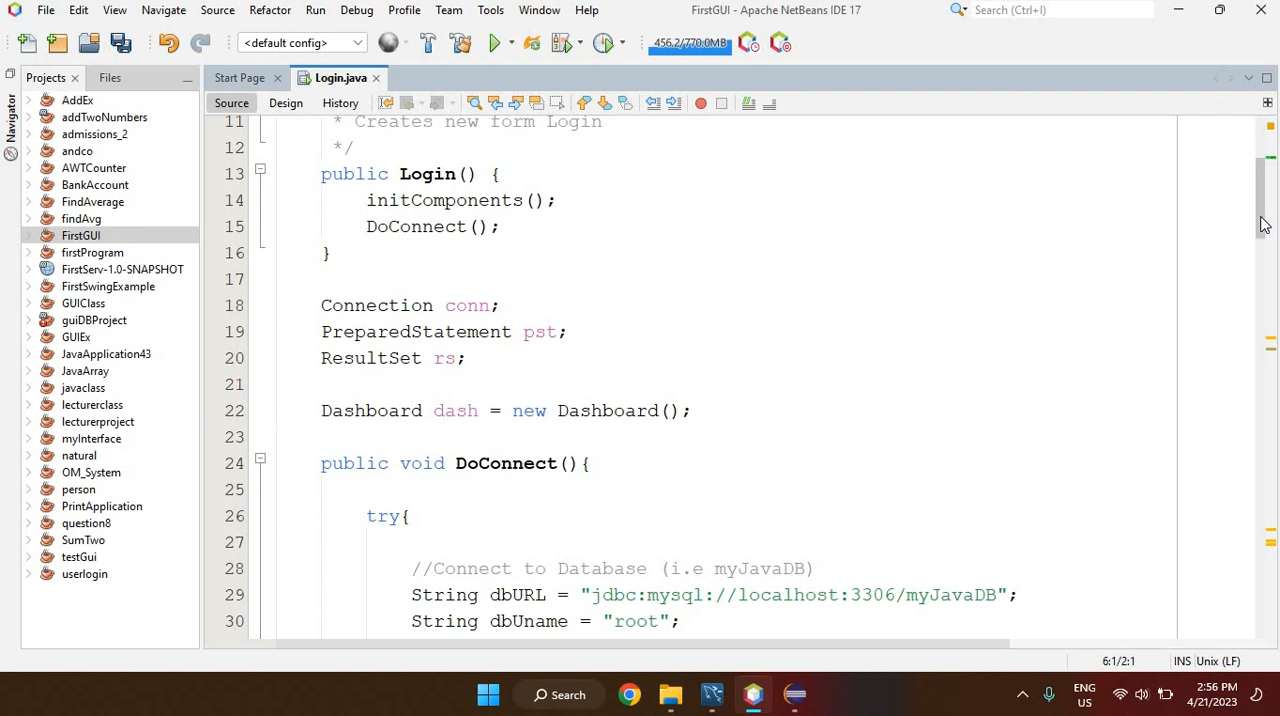 File Edit View Navigate Source Refactor Run Debug Profile Team Tools Window Help
FirstGUI - Apache NetBeans IDE 17
Search (Ctrl+I)
<default config>
456.2/770.0MB
Projects
Files
Start Page
Login.java
Navigator
Source
Design
History
AddEx
addTwoNumbers
admissions_2
andco
AWTCounter
BankAccount
FindAverage
findAvg
FirstGUI
firstProgram
FirstServ-1.0-SNAPSHOT
FirstSwingExample
GUIClass
guiDBProject
GUIEx
JavaApplication43
JavaArray
javaclass
lecturerclass
lecturerproject
myInterface
natural
OM_System
person
PrintApplication
question8
SumTwo
testGui
userlogin
11 * Creates new form Login
12 */
13 public Login() {
14 initComponents();
15 DoConnect();
16 }
17
18 Connection conn;
19 PreparedStatement pst;
20 ResultSet rs;
21
22 Dashboard dash = new Dashboard();
23
24 public void DoConnect(){
25
26 try{
27
28 //Connect to Database (i.e myJavaDB)
29 String dbURL = "jdbc:mysql://localhost:3306/myJavaDB";
30 String dbUname = "root";
6:1/2:1
INS
Unix (LF)
Search
ENG
US
2:56 PM
4/21/2023